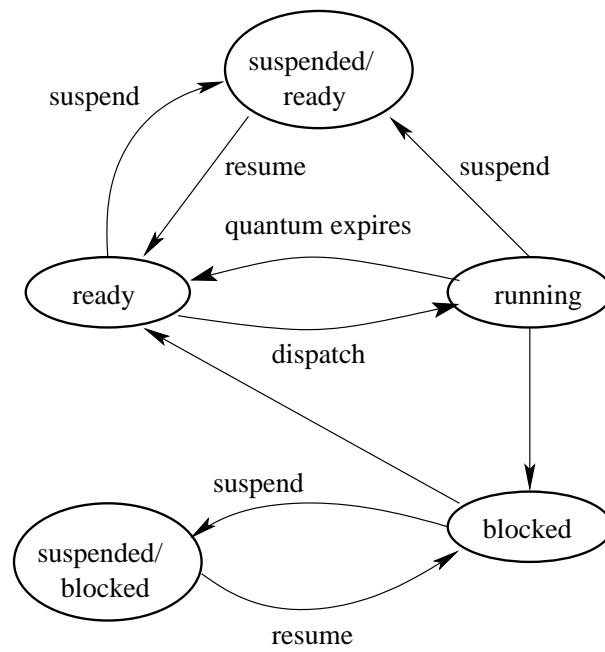 suspended/
ready
suspend
resume
suspend
quantum expires
ready
running
dispatch
suspend
blocked
suspended/
blocked
resume